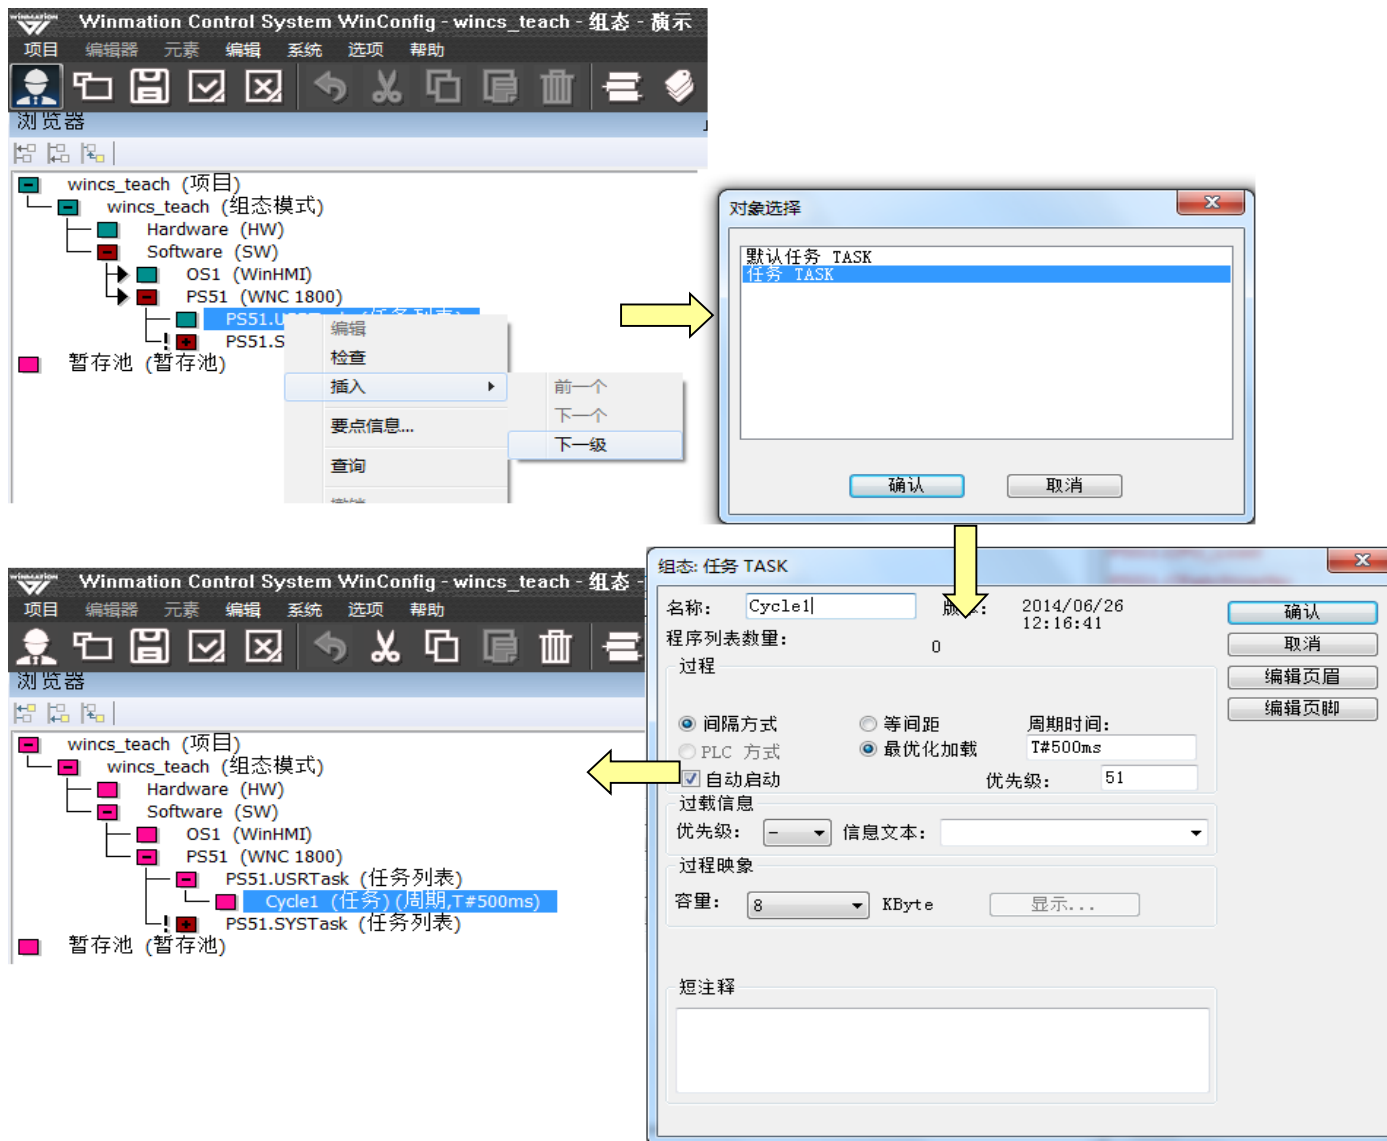 Winmation Control System WinConfig - wincs_teach - 组态 - 演示
项目 编辑器 元素 编辑 系统 选项 帮助
浏览器
wincs_teach (项目)
wincs_teach (组态模式)
Hardware (HW)
Software (SW)
OS1 (WinHMI)
PS51 (WNC 1800)
PS51.U
PS51.S
暂存池 (暂存池)
编辑
检查
插入
要点信息...
查询
前一个
下一个
下一级
对象选择
默认任务 TASK
任务 TASK
确认 取消
组态: 任务 TASK
名称: Cycle1 2014/06/26
12:16:41
程序列表数量: 0
过程
间隔方式 等间距 周期时间:
PLC 方式 最优化加载 T#500ms
自动启动 优先级: 51
过载信息
优先级: - 信息文本:
过程映象
容量: 8 KByte 显示...
短注释
确认
取消
编辑页眉
编辑页脚
Winmation Control System WinConfig - wincs_teach - 组态 -
项目 编辑器 元素 编辑 系统 选项 帮助
浏览器
wincs_teach (项目)
wincs_teach (组态模式)
Hardware (HW)
Software (SW)
OS1 (WinHMI)
PS51 (WNC 1800)
PS51.USRTask (任务列表)
Cycle1 (任务) (周期,T#500ms)
PS51.SYSTask (任务列表)
暂存池 (暂存池)